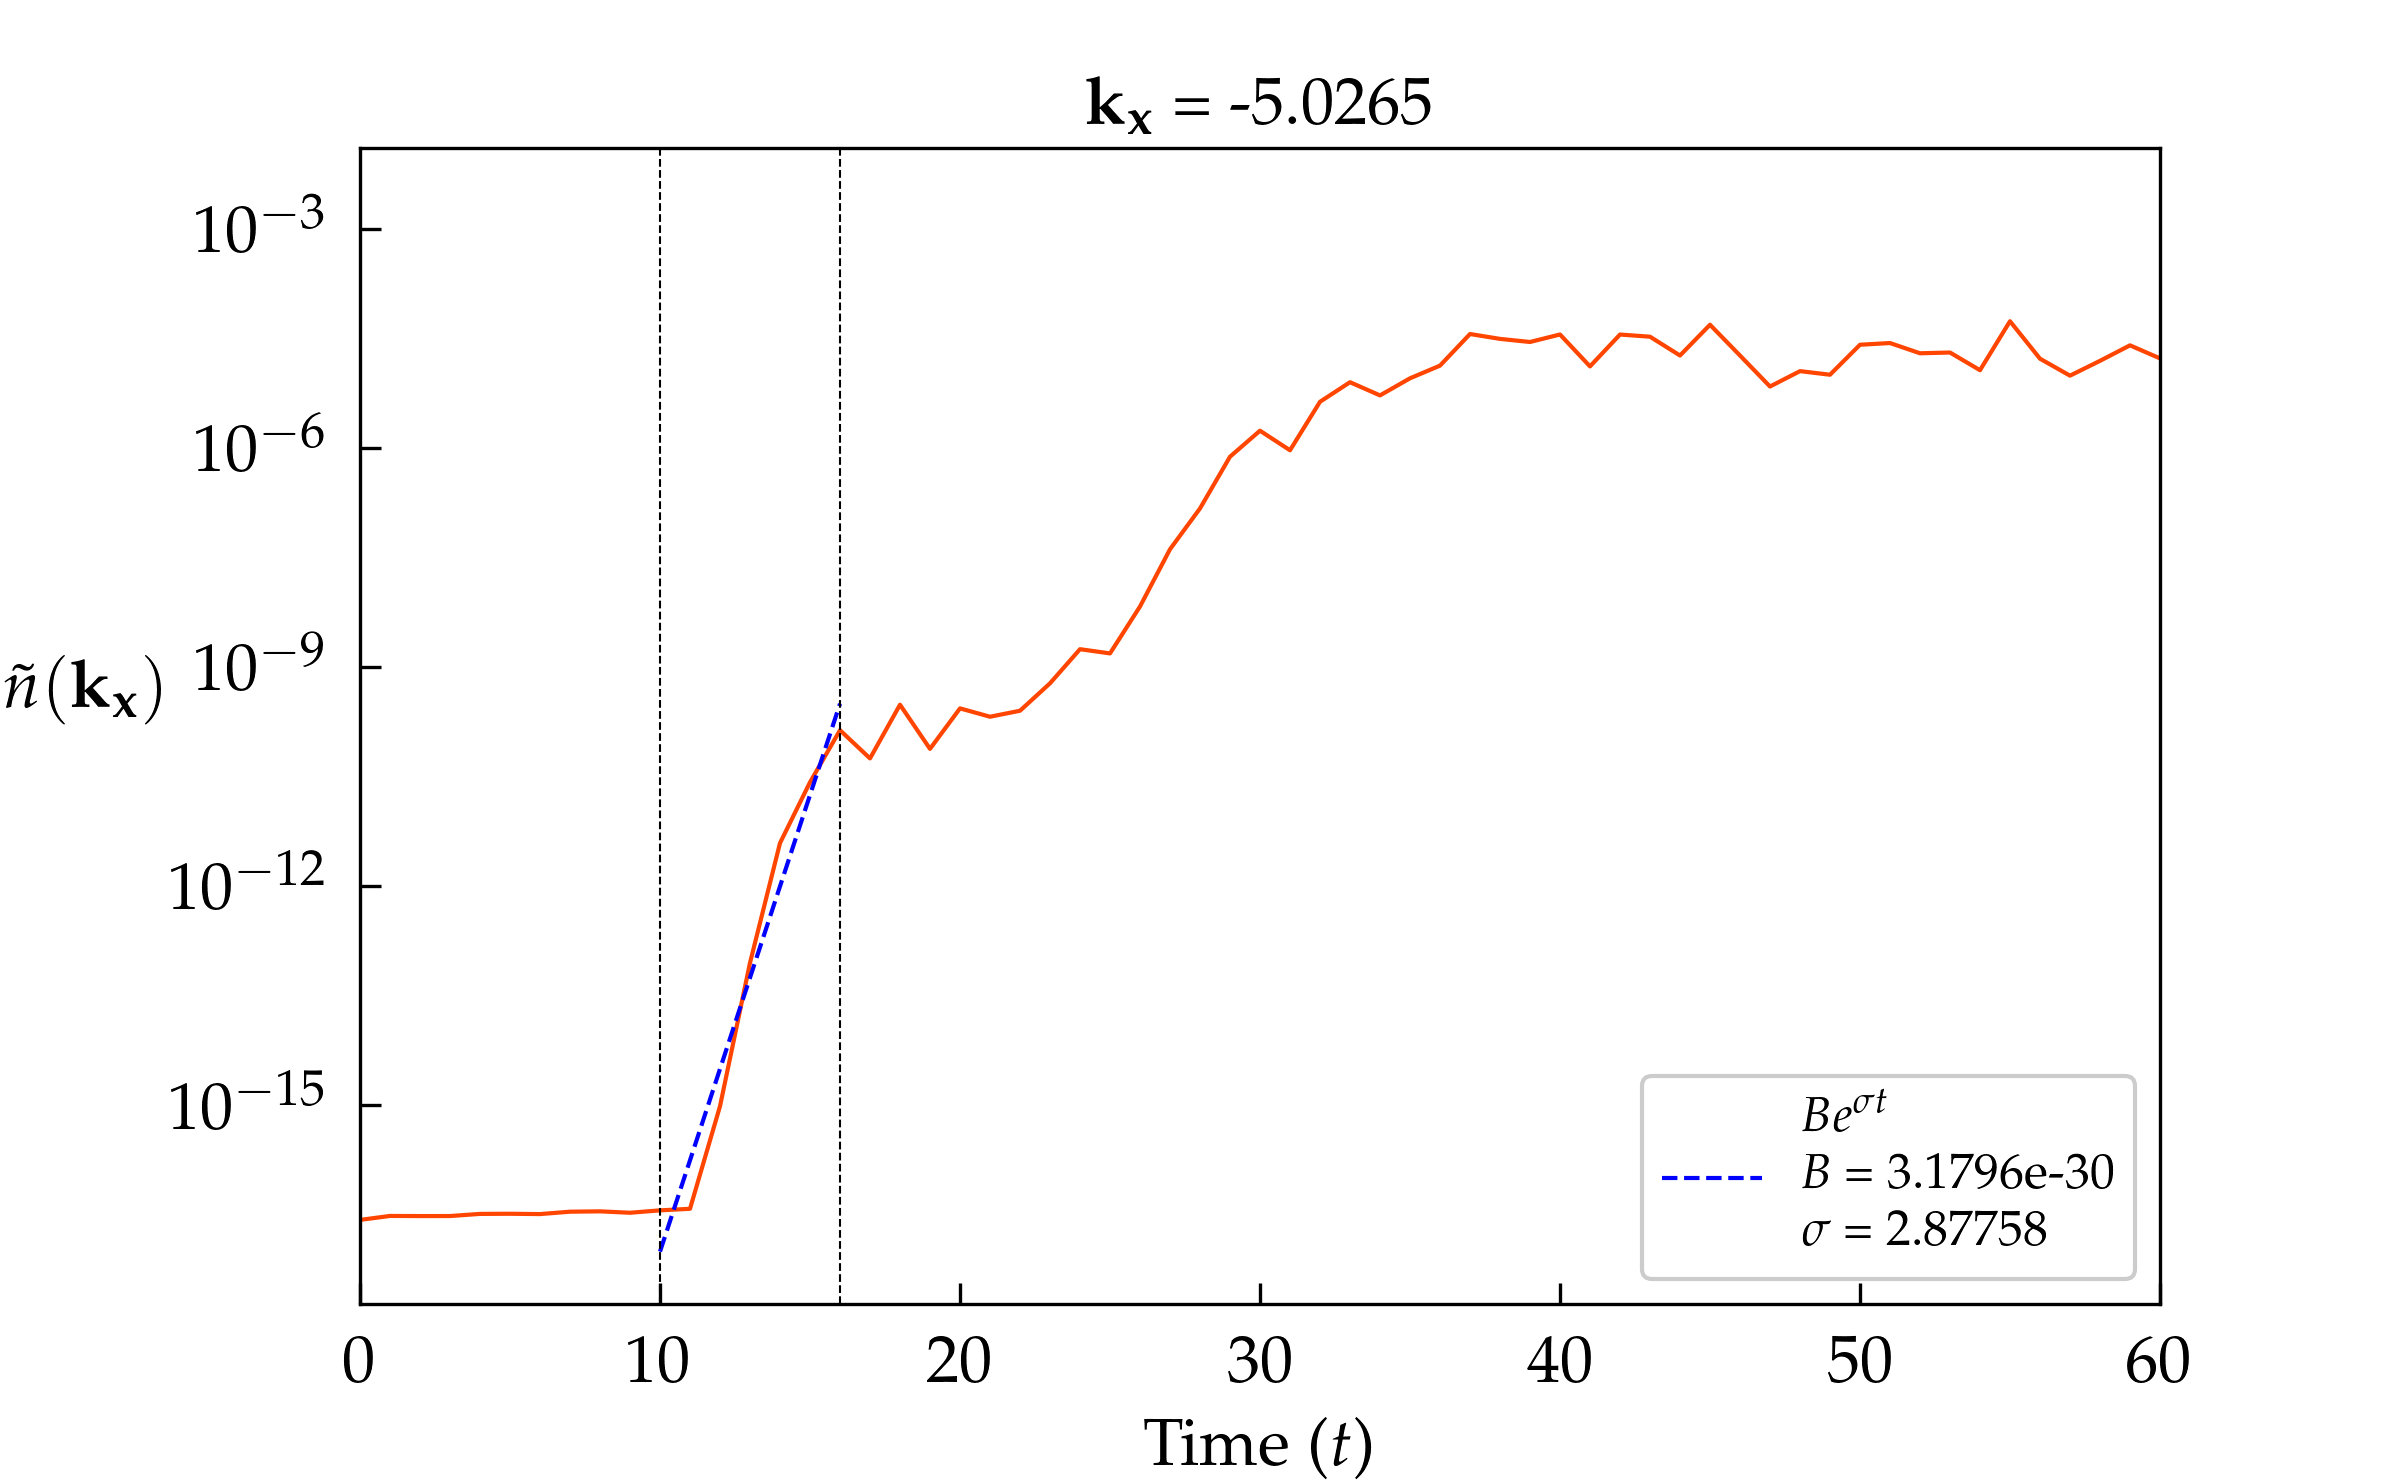 𝐤ₓ = -5.0265
10⁻³
10⁻⁶
10⁻⁹
ñ(𝐤ₓ)
10⁻¹²
10⁻¹⁵
Beσt
B = 3.1796e-30
σ = 2.87758
0 10 20 30 40 50 60
Time (t)